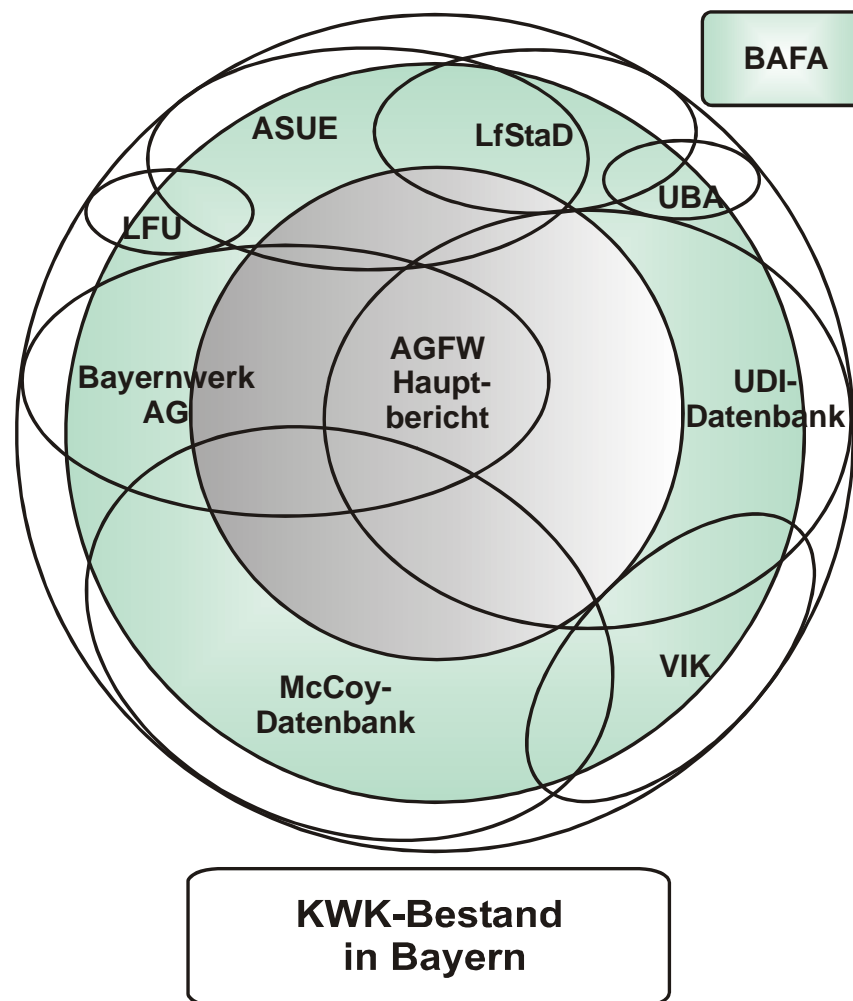 BAFA
ASUE
LfStaD
UBA
LFU
AGFW
Haupt-
bericht
Bayernwerk
AG
UDI-
Datenbank
VIK
McCoy-
Datenbank
KWK-Bestand
in Bayern